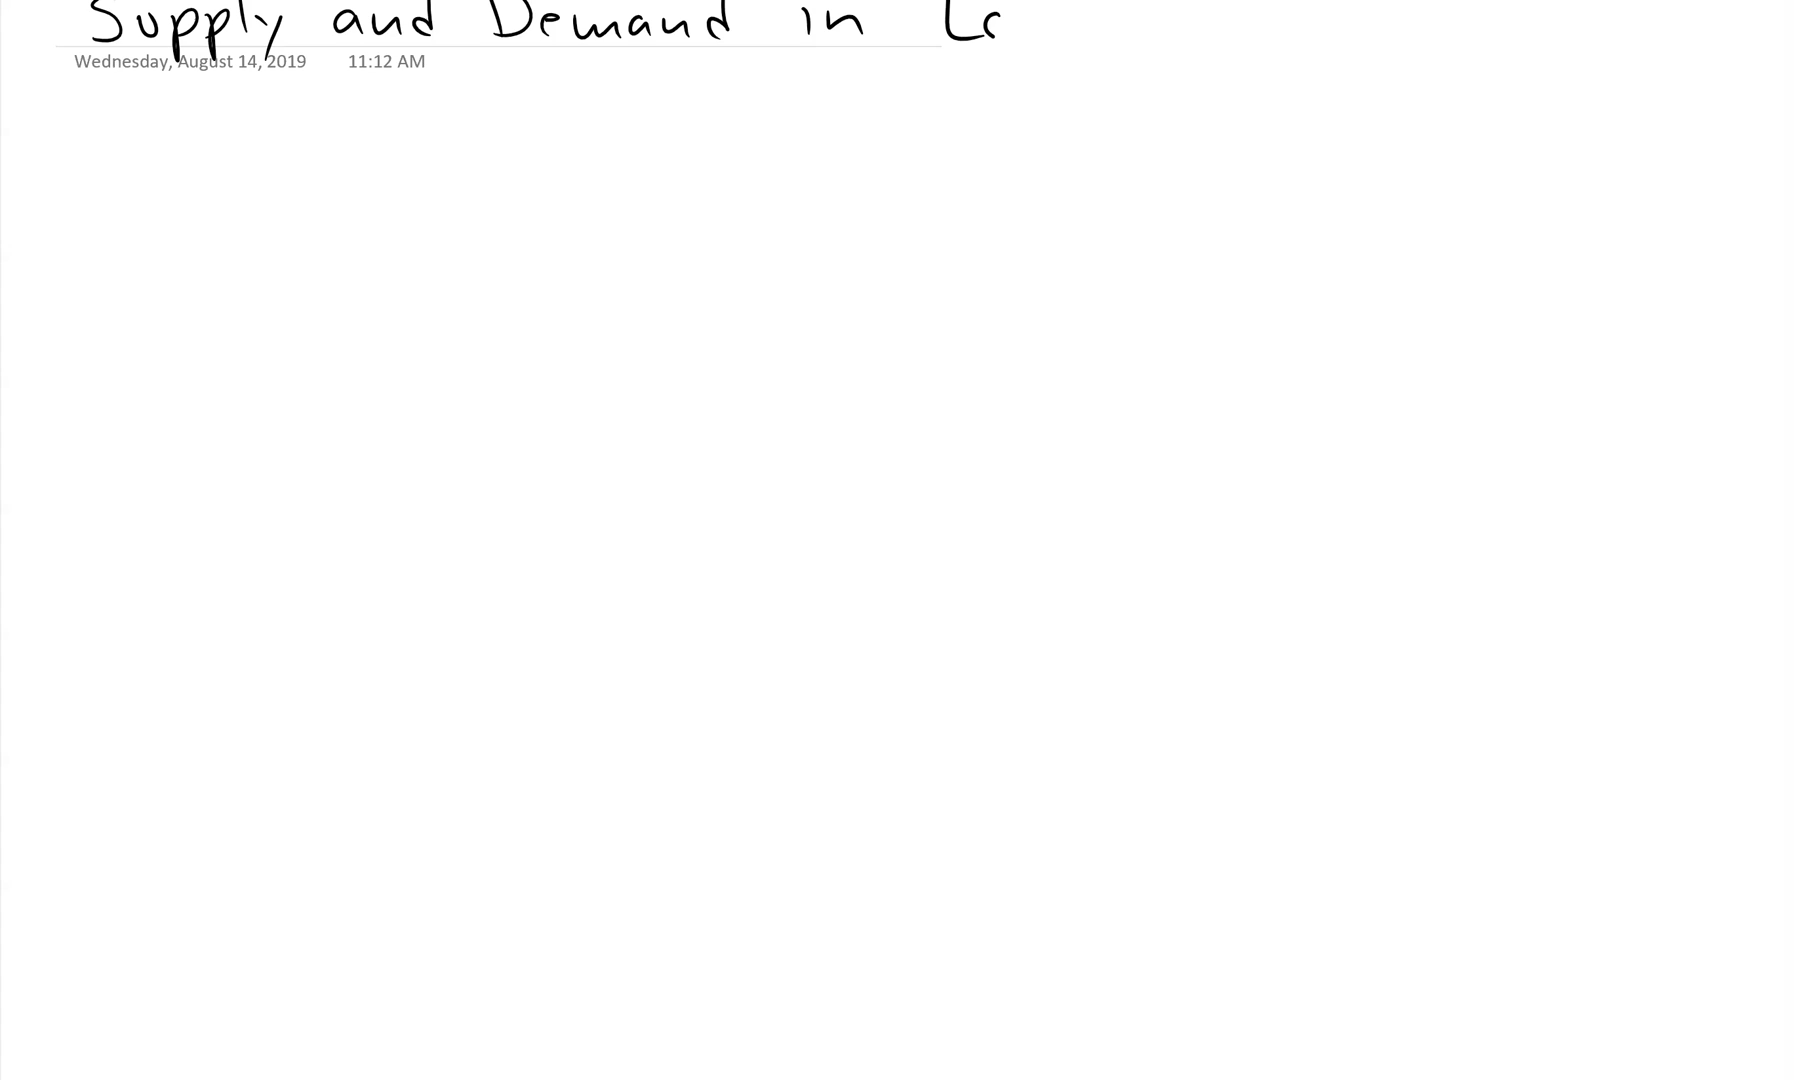 Supply and Demand in
Wednesday, August 14, 2019 11:12 AM